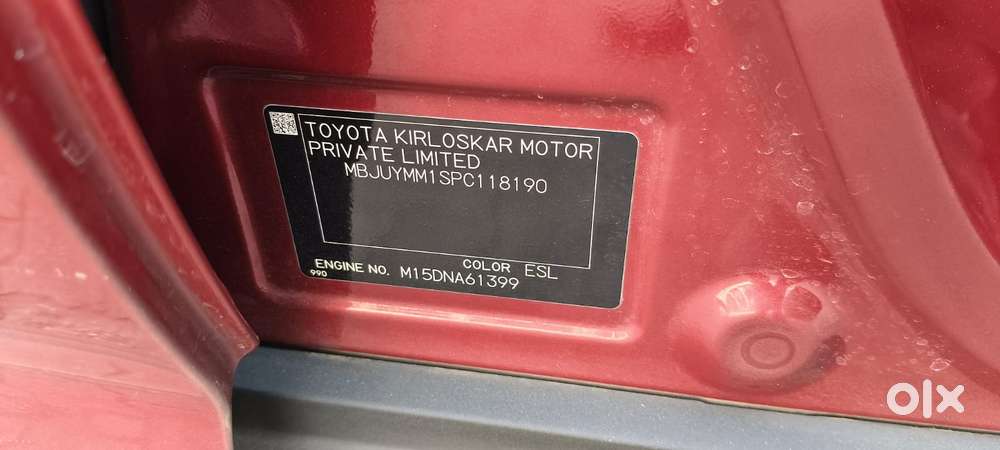 TOYOTA KIRLOSKAR MOTOR
PRIVATE LIMITED
MBJUYMM1SPC118190
COLOR ESL
ENGINE NO. M15DNA61399
990
olx